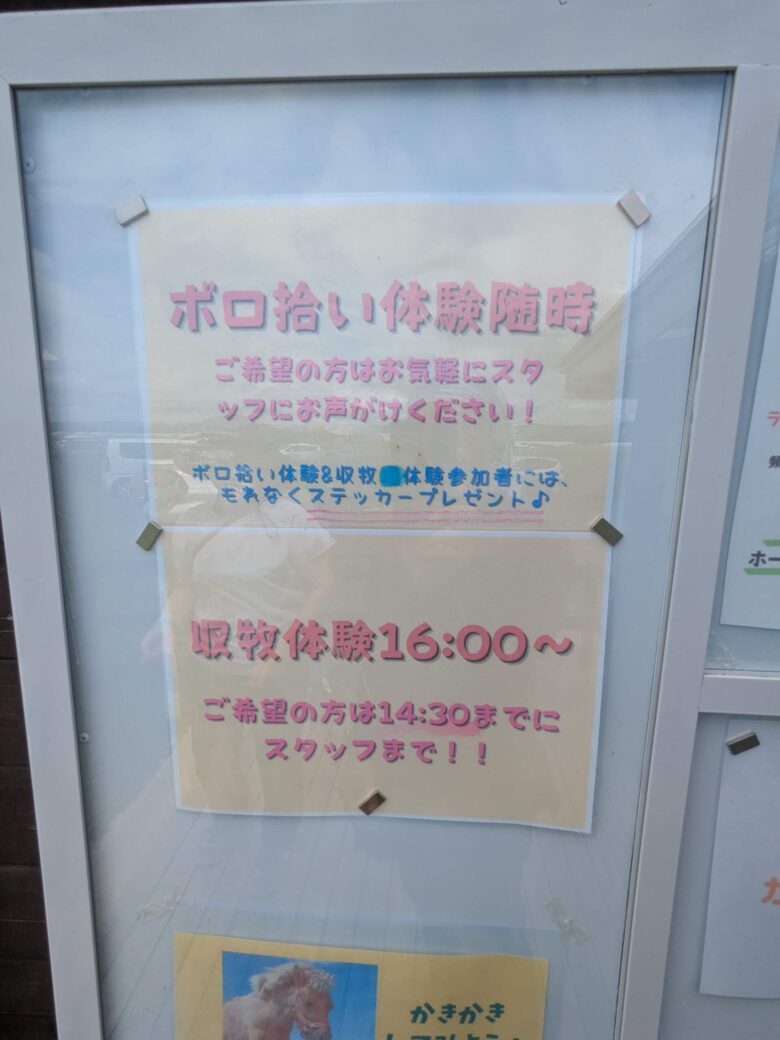 ボロ拾い体験随時
ご希望の方はお気軽にスタ
ッフにお声がけください！
ボロ拾い体験&収牧体験参加者には、
もれなくステッカープレゼント♪
収牧体験16:00～
ご希望の方は14:30までに
スタッフまで！！
かきかき
ホー